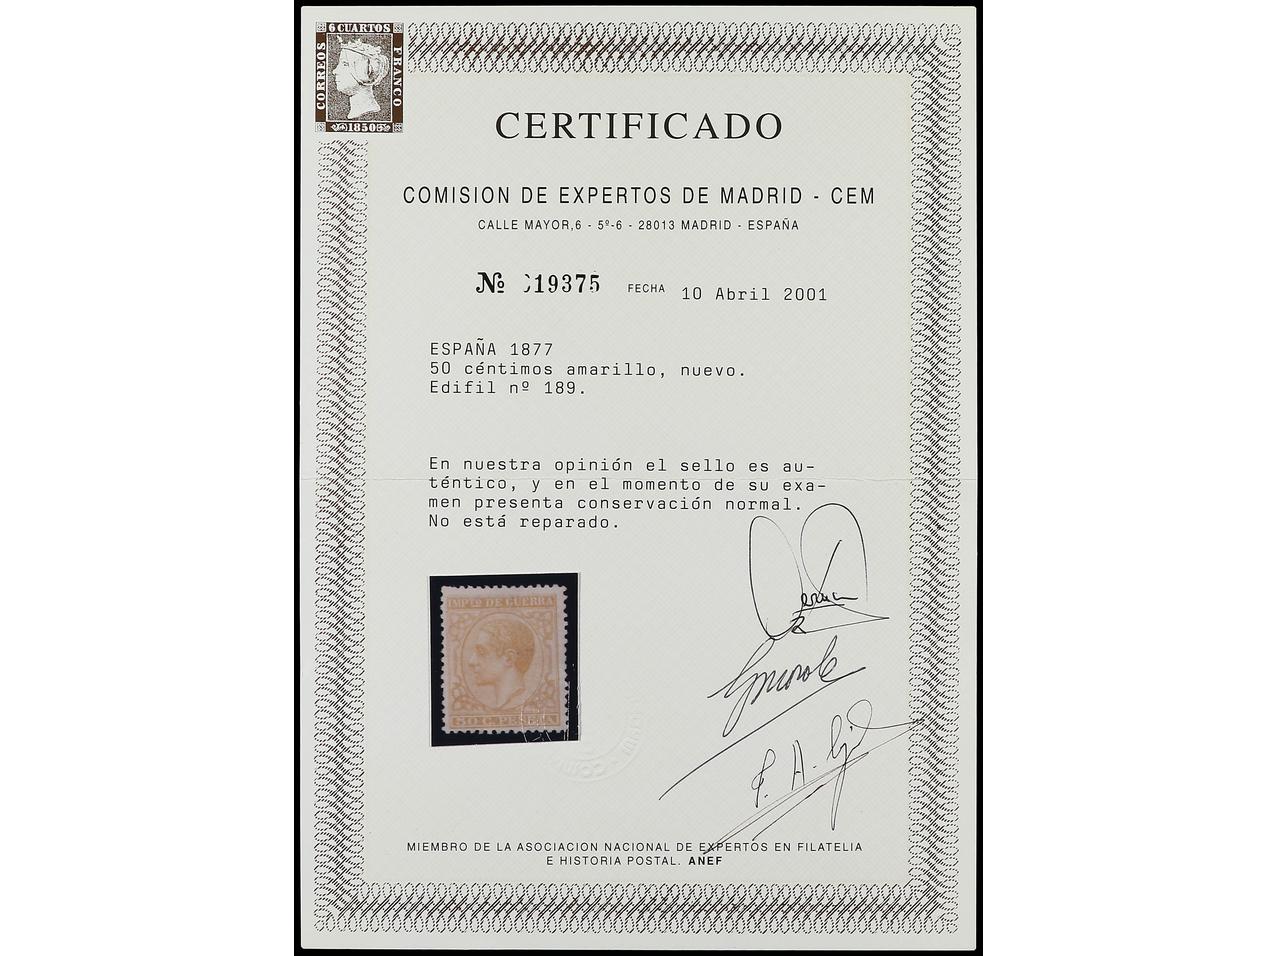 6 CUARTOS
CORREOS
FRANCO
1850
CERTIFICADO
COMISION DE EXPERTOS DE MADRID - CEM
CALLE MAYOR,6 - 5º-6 - 28013 MADRID - ESPAÑA
Nº 019375 FECHA 10 Abril 2001
ESPAÑA 1877
50 céntimos amarillo, nuevo.
Edifil nº 189.
En nuestra opinión el sello es au-
téntico, y en el momento de su exa-
men presenta conservación normal.
No está reparado.
IMPTO DE GUERRA
50 C. PESETA
MIEMBRO DE LA ASOCIACION NACIONAL DE EXPERTOS EN FILATELIA
E HISTORIA POSTAL. ANEF